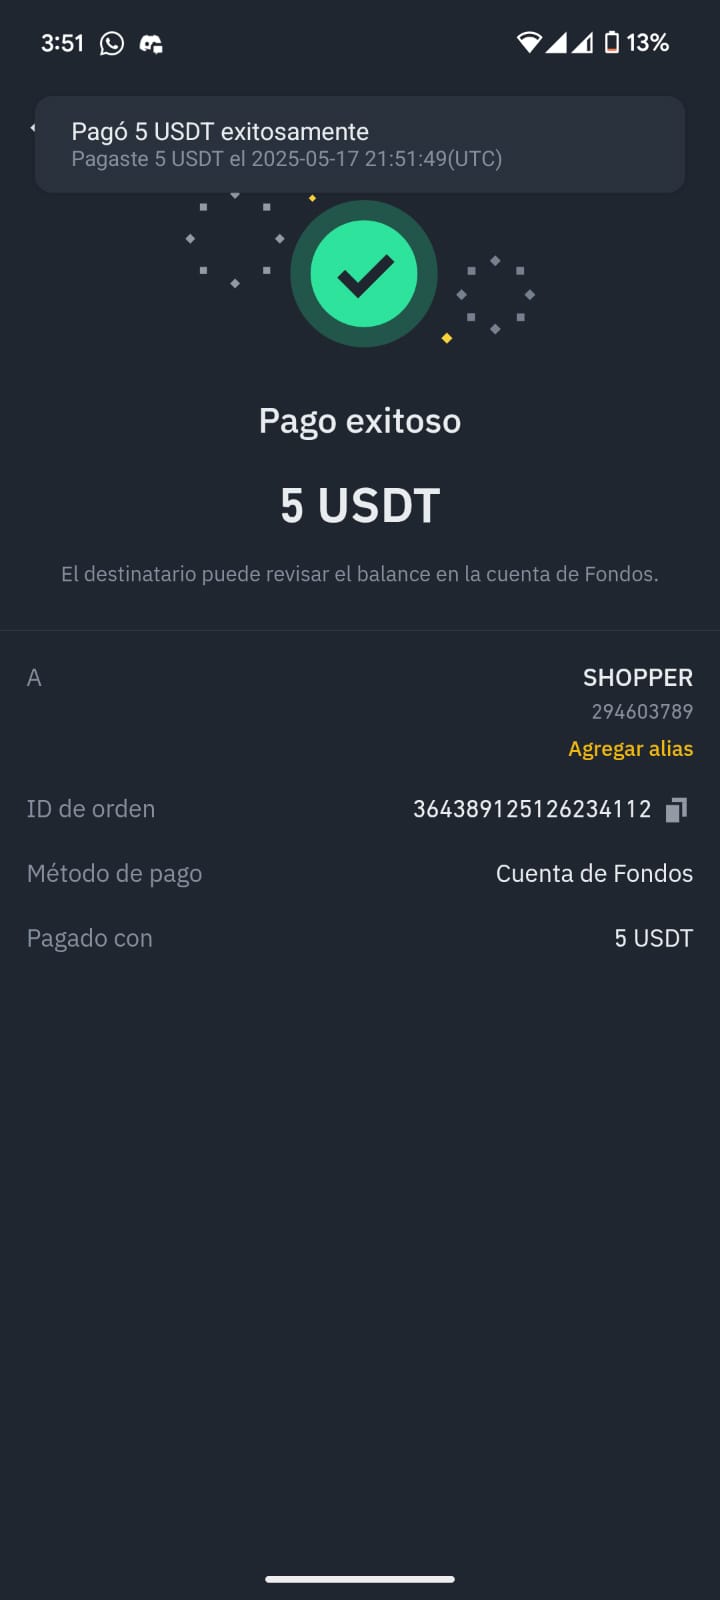 3:51
13%
Pagó 5 USDT exitosamente
Pagaste 5 USDT el 2025-05-17 21:51:49(UTC)
Pago exitoso
5 USDT
El destinatario puede revisar el balance en la cuenta de Fondos.
A
SHOPPER
294603789
Agregar alias
ID de orden
364389125126234112
Método de pago
Cuenta de Fondos
Pagado con
5 USDT